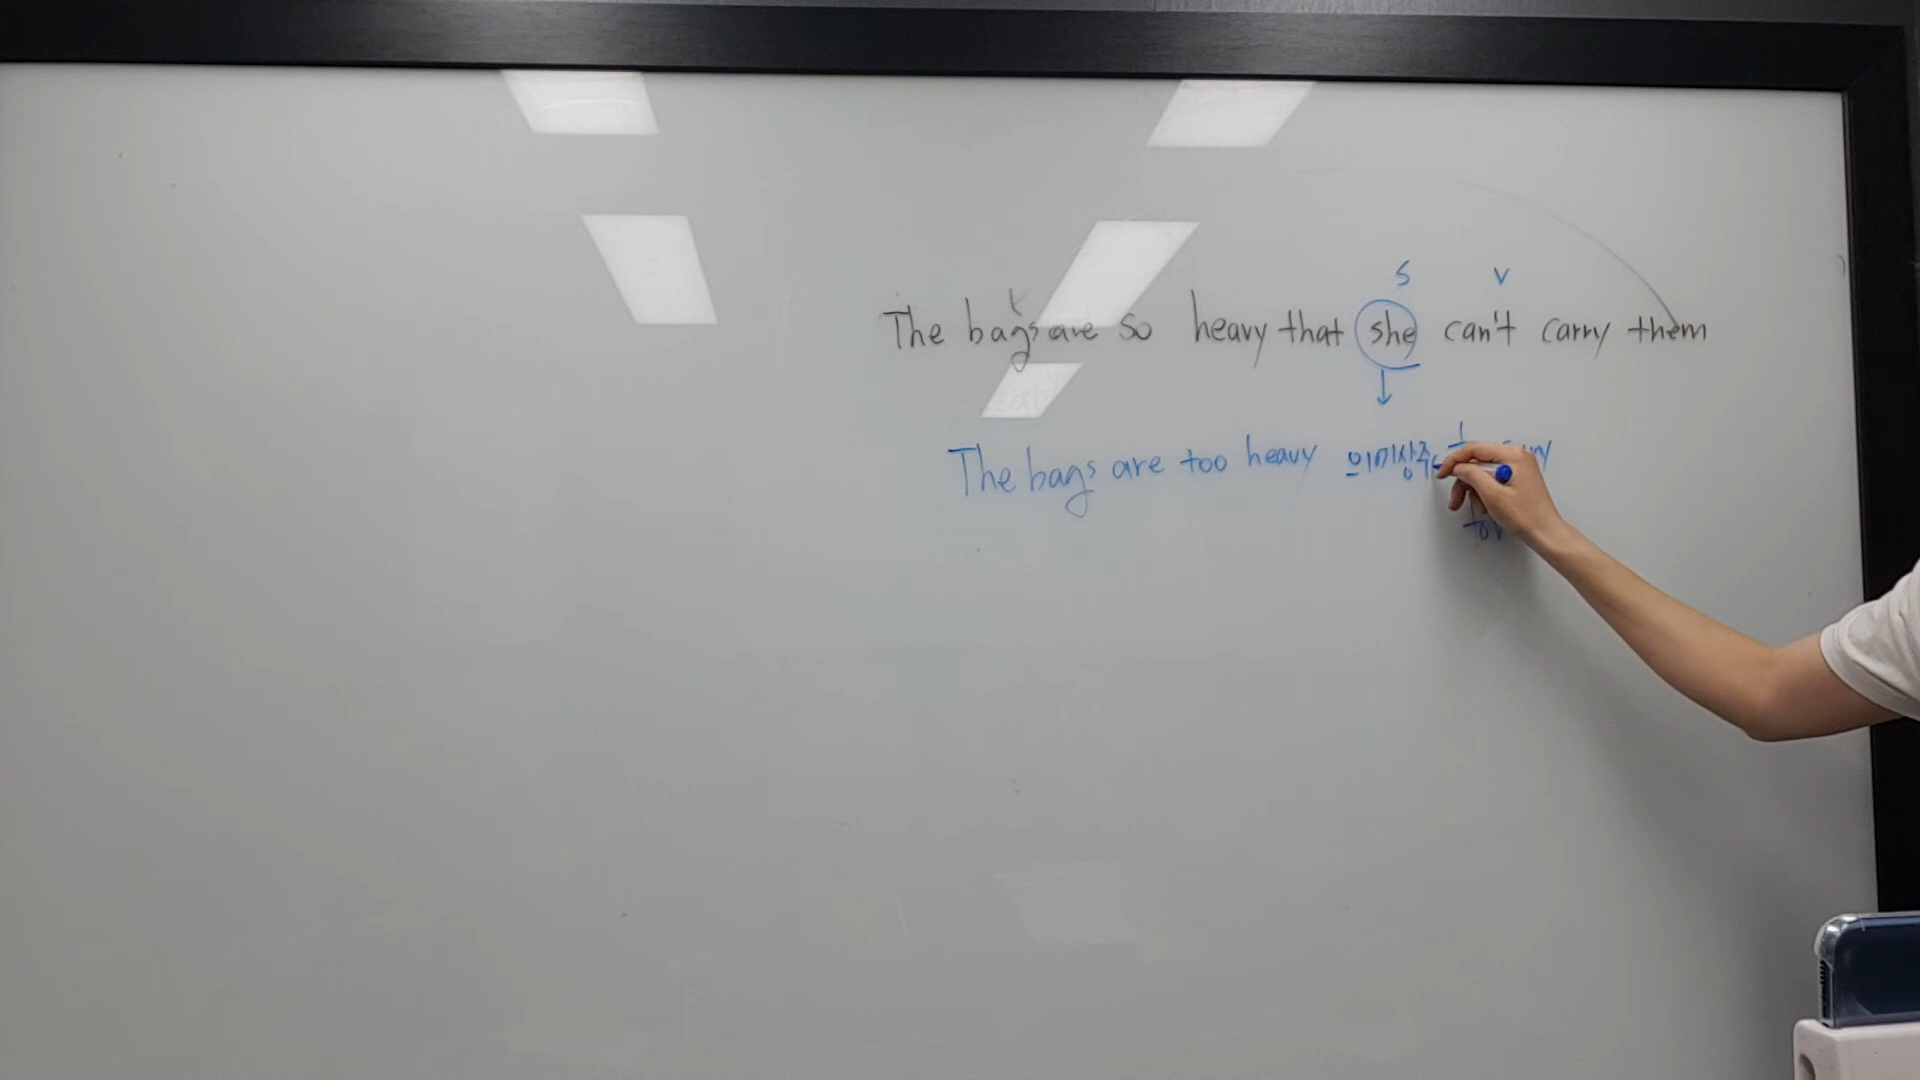 S V
The bags are so heavy that she can't carry them
The bags are too heavy 의미상주
to V